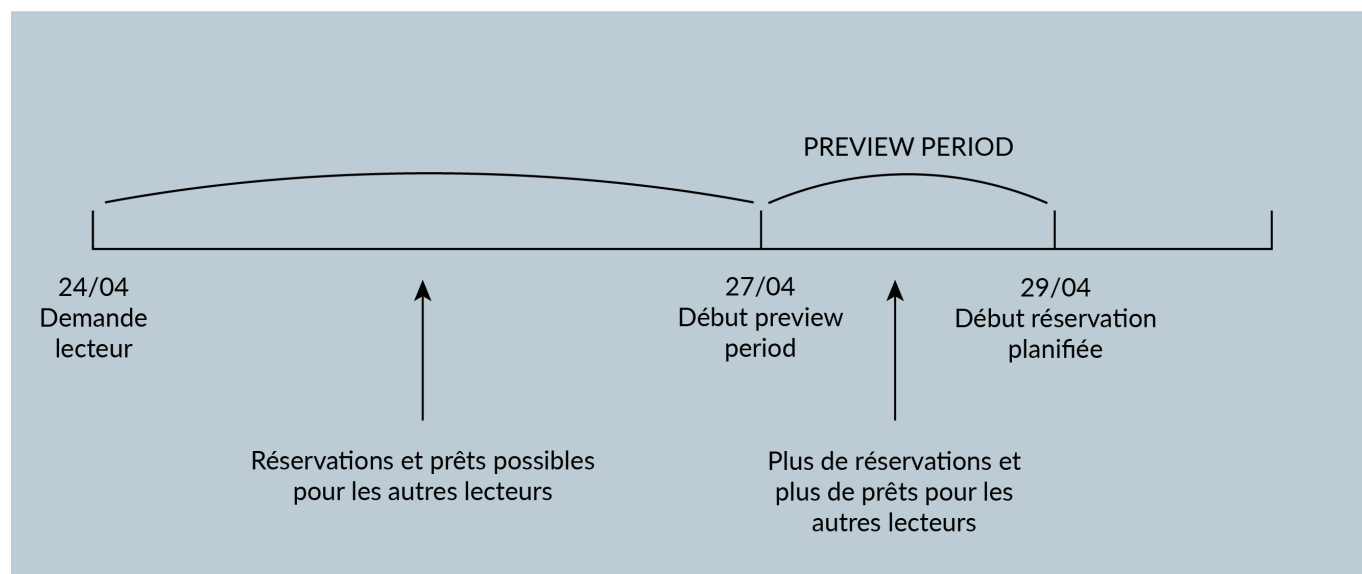 PREVIEW PERIOD
24/04
Demande
lecteur
27/04
Début preview
period
29/04
Début réservation
planifiée
Réservations et prêts possibles
pour les autres lecteurs
Plus de réservations et
plus de prêts pour les
autres lecteurs